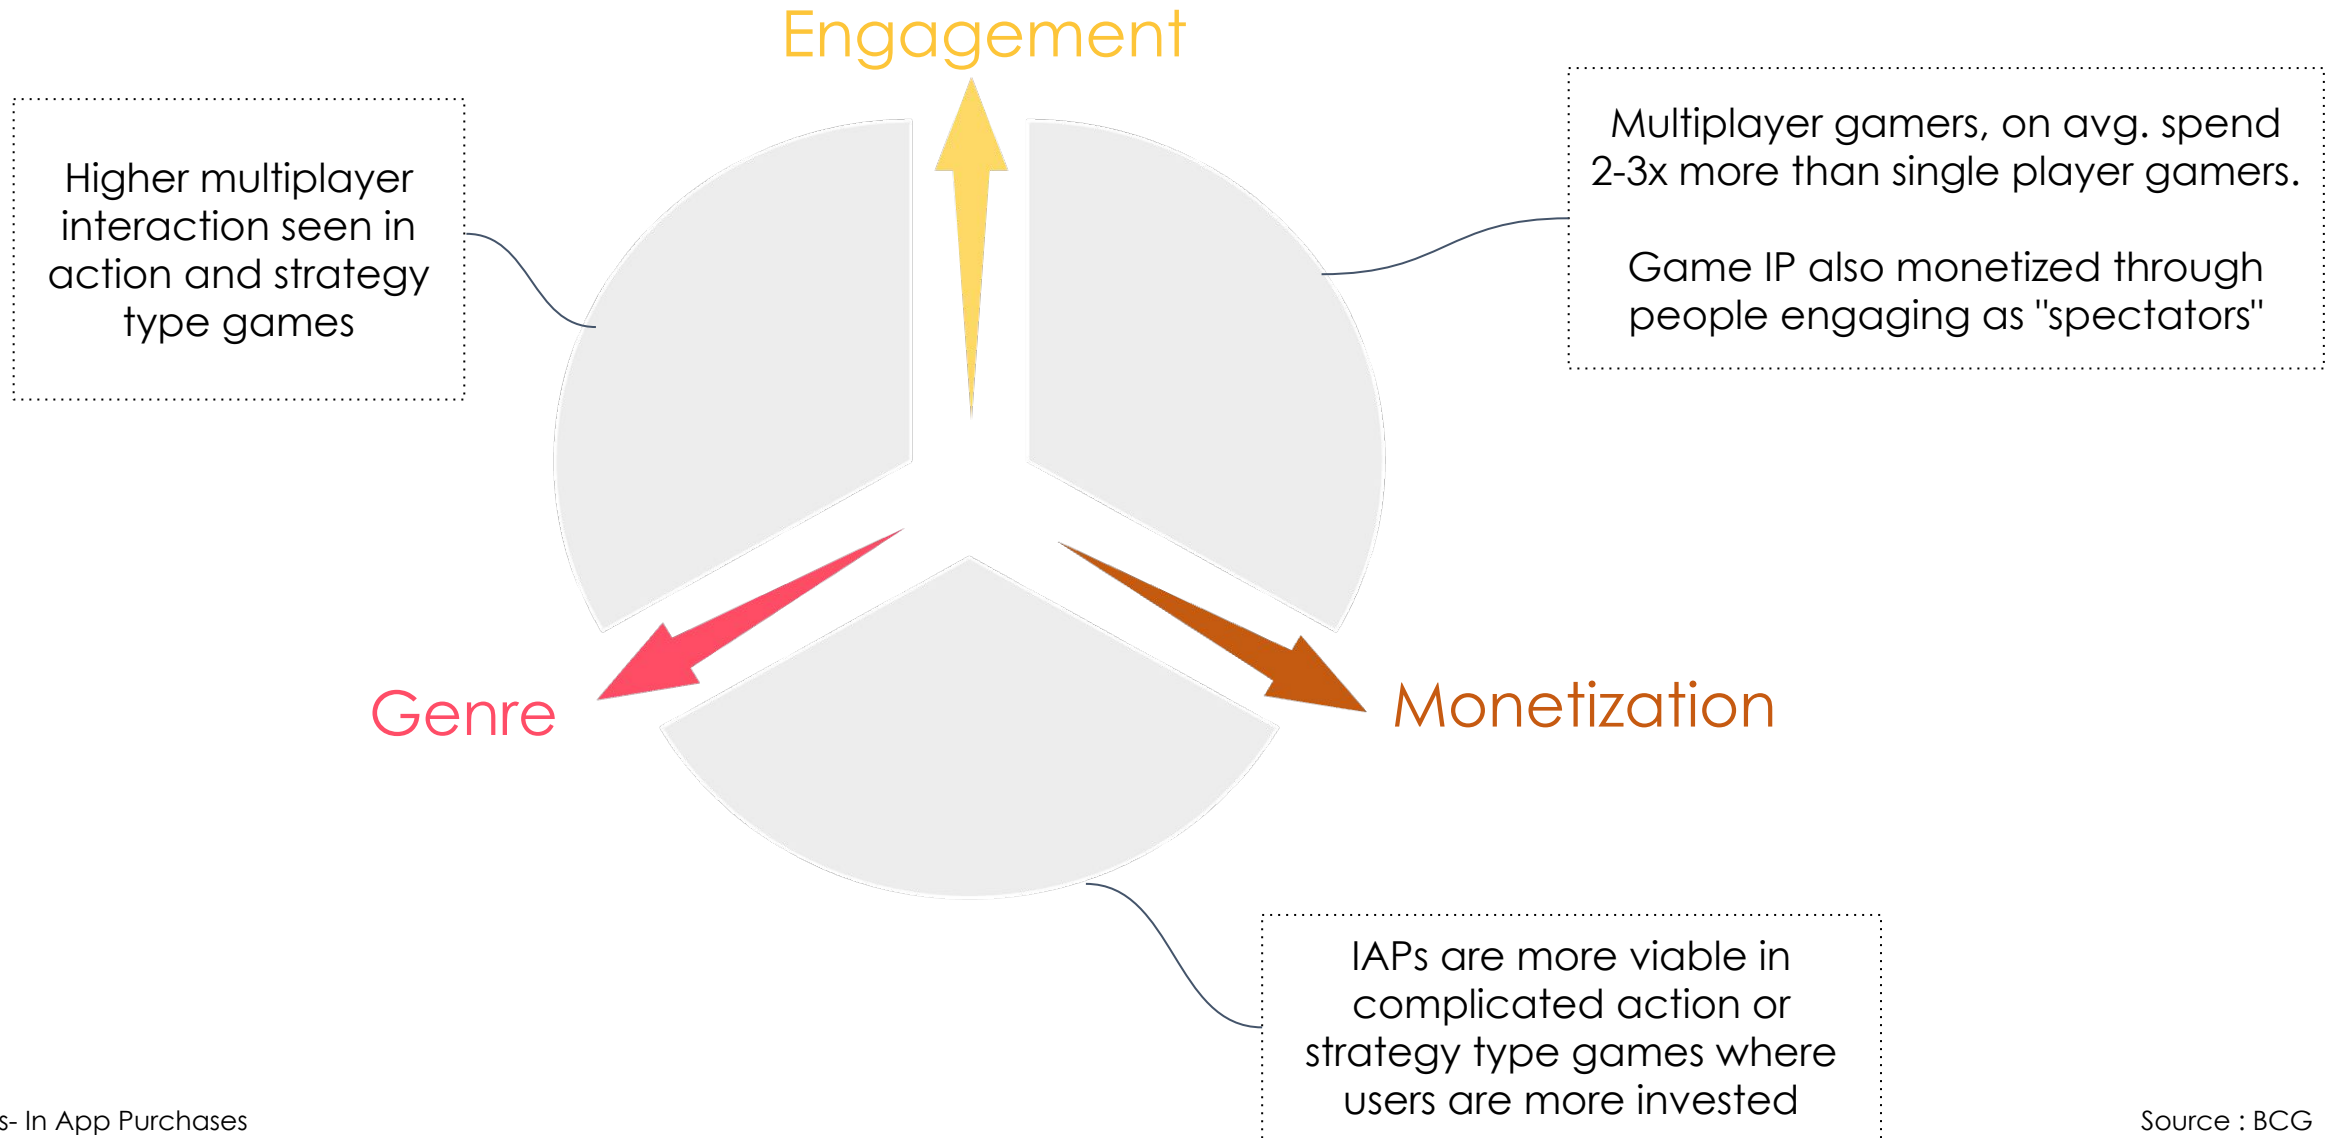 Engagement
Higher multiplayer
interaction seen in
action and strategy
type games
Multiplayer gamers, on avg. spend
2-3x more than single player gamers.
Game IP also monetized through
people engaging as "spectators"
Genre
Monetization
IAPs are more viable in
complicated action or
strategy type games where
users are more invested
s- In App Purchases
Source : BCG